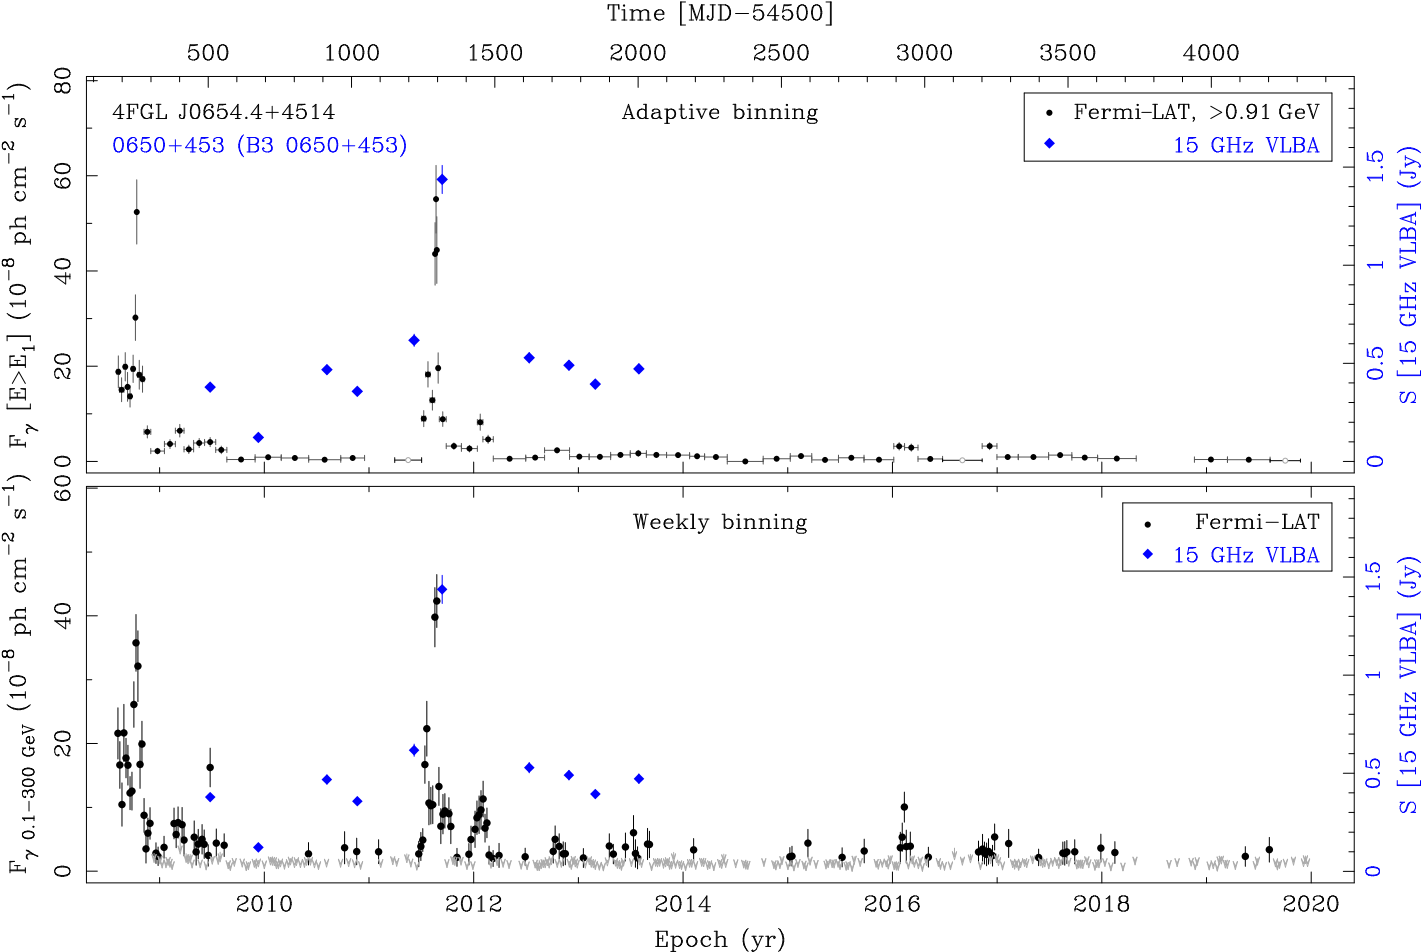 Time [MJD−54500]
500 1000 1500 2000 2500 3000 3500 4000
4FGL J0654.4+4514
0650+453 (B3 0650+453)
Adaptive binning
Fermi−LAT, >0.91 GeV
15 GHz VLBA
80
60
40
20
0
F_γ [E>E_1] (10^−8 ph cm^−2 s^−1)
1.5
1
0.5
0
S [15 GHz VLBA] (Jy)
Weekly binning
Fermi−LAT
15 GHz VLBA
60
40
20
0
F_γ 0.1−300 GeV (10^−8 ph cm^−2 s^−1)
1.5
1
0.5
0
S [15 GHz VLBA] (Jy)
2010 2012 2014 2016 2018 2020
Epoch (yr)